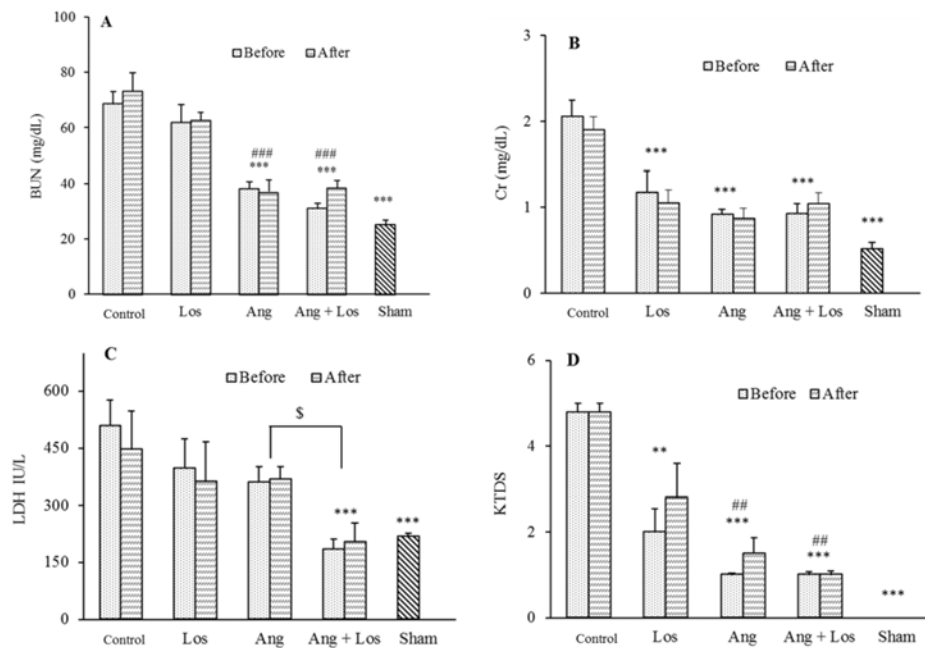 A
100
80
60
40
20
0
BUN (mg/dL)
Before After
### ###
*** *** ***
Control Los Ang Ang + Los Sham
B
3
2
1
0
Cr (mg/dL)
Before After
*** *** *** ***
Control Los Ang Ang + Los Sham
C
600
450
300
150
0
LDH IU/L
Before After
$
*** ***
Control Los Ang Ang + Los Sham
D
6
4
2
0
KTDS
Before After
## ##
** *** *** ***
Control Los Ang Ang + Los Sham